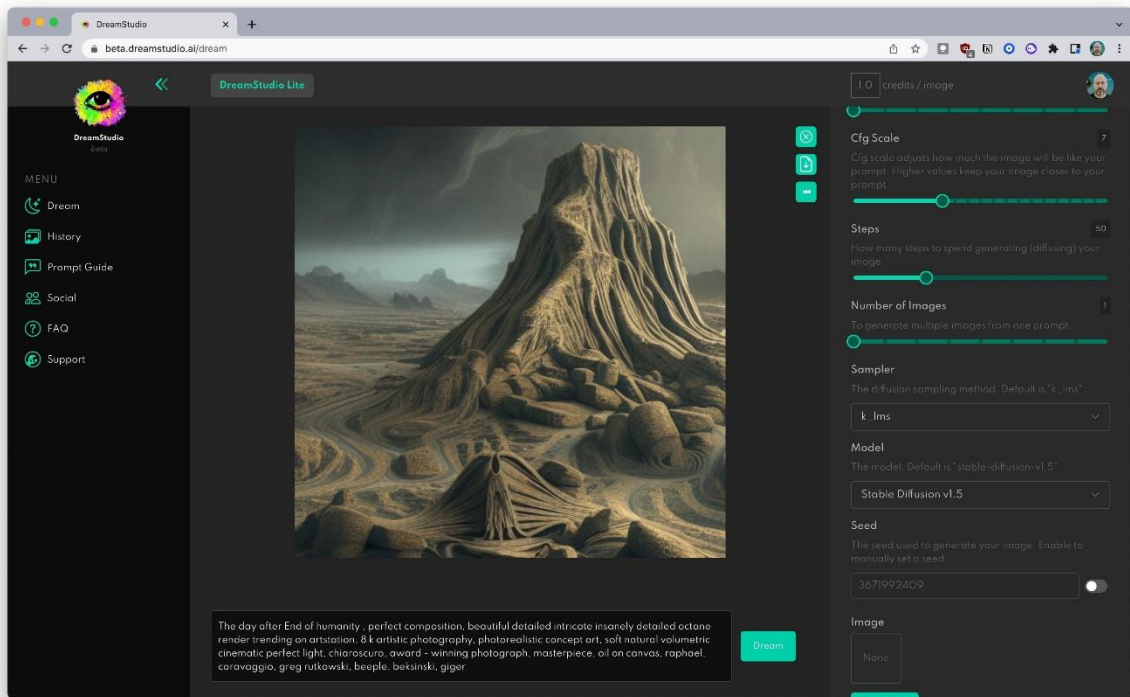 DreamStudio
beta.dreamstudio.ai/dream
DreamStudio
beta
MENU
Dream
History
Prompt Guide
Social
FAQ
Support
DreamStudio Lite
The day after End of humanity , perfect composition, beautiful detailed intricate insanely detailed octane
render trending on artstation, 8 k artistic photography, photorealistic concept art, soft natural volumetric
cinematic perfect light, chiaroscuro, award - winning photograph, masterpiece, oil on canvas, raphael,
caravaggio, greg rutkowski, beeple, beksinski, giger
Dream
1.0 credits / image
Cfg Scale 7
Cfg scale adjusts how much the image will be like your
prompt. Higher values keep your image closer to your
prompt.
Steps 50
How many steps to spend generating (diffusing) your
image.
Number of Images 1
To generate multiple images from one prompt.
Sampler
The diffusion sampling method. Default is "k_lms".
k_lms
Model
The model. Default is "stable-diffusion-v1.5".
Stable Diffusion v1.5
Seed
The seed used to generate your image. Enable to
manually set a seed.
3671992409
Image
None